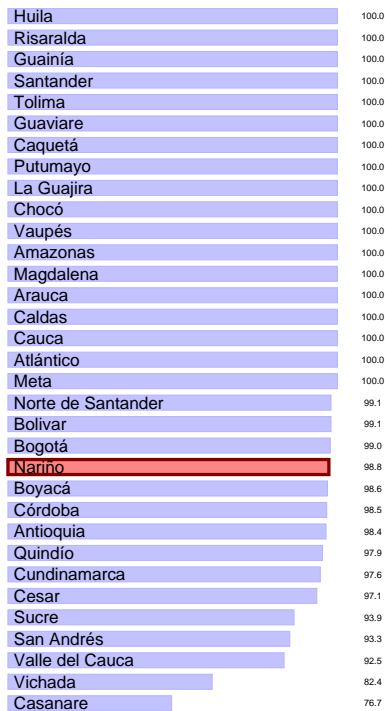 Huila 100.0
Risaralda 100.0
Guainía 100.0
Santander 100.0
Tolima 100.0
Guaviare 100.0
Caquetá 100.0
Putumayo 100.0
La Guajira 100.0
Chocó 100.0
Vaupés 100.0
Amazonas 100.0
Magdalena 100.0
Arauca 100.0
Caldas 100.0
Cauca 100.0
Atlántico 100.0
Meta 100.0
Norte de Santander 99.1
Bolivar 99.1
Bogotá 99.0
Nariño 98.8
Boyacá 98.6
Córdoba 98.5
Antioquia 98.4
Quindío 97.9
Cundinamarca 97.6
Cesar 97.1
Sucre 93.9
San Andrés 93.3
Valle del Cauca 92.5
Vichada 82.4
Casanare 76.7